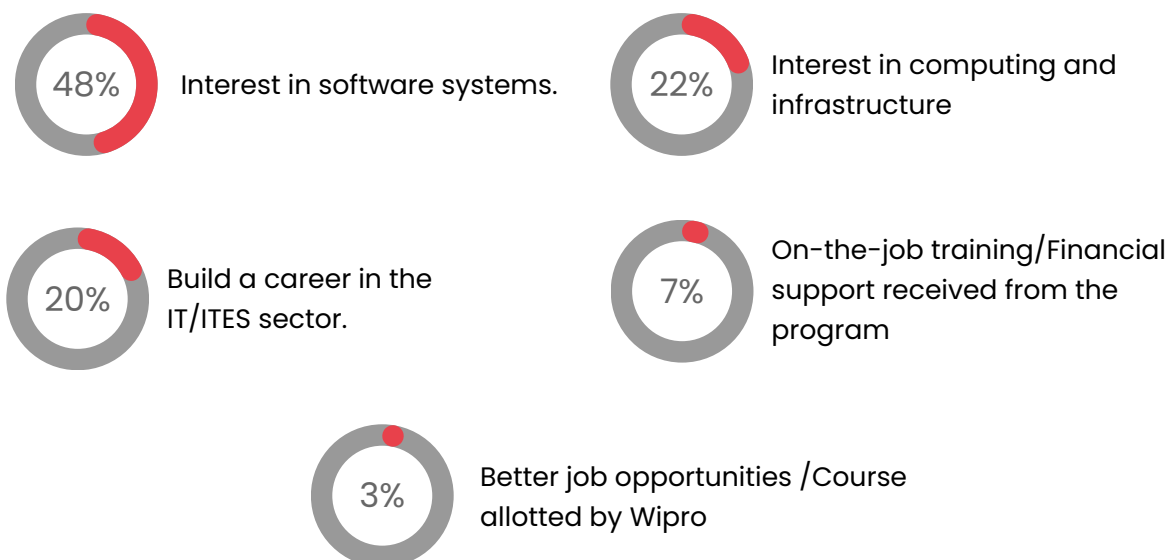 48%
Interest in software systems.
22%
Interest in computing and
infrastructure
20%
Build a career in the
IT/ITES sector.
7%
On-the-job training/Financial
support received from the
program
3%
Better job opportunities /Course
allotted by Wipro